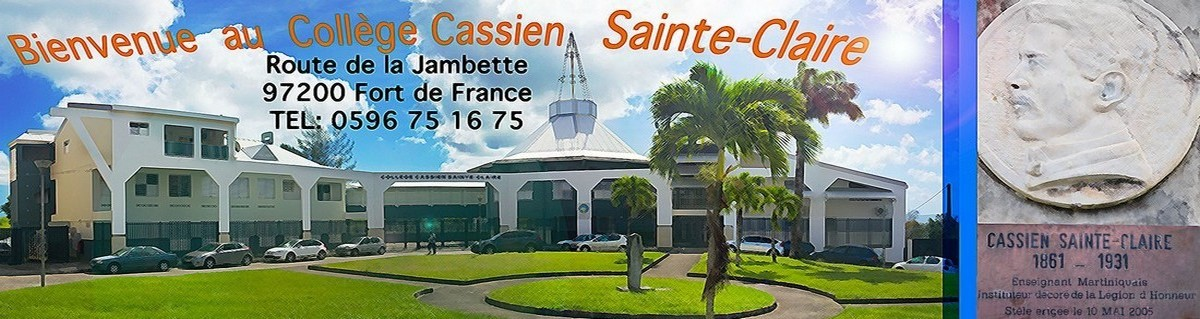 Bienvenue au Collège Cassien Sainte-Claire
Route de la Jambette
97200 Fort de France
TEL: 0596 75 16 75
COLLEGE CASSIEN SAINTE-CLAIRE
CASSIEN SAINTE-CLAIRE
1861 - 1931
Enseignant Martiniquais
Instituteur décoré de la Légion d'Honneur
Stèle érigée le 10 MAI 2005